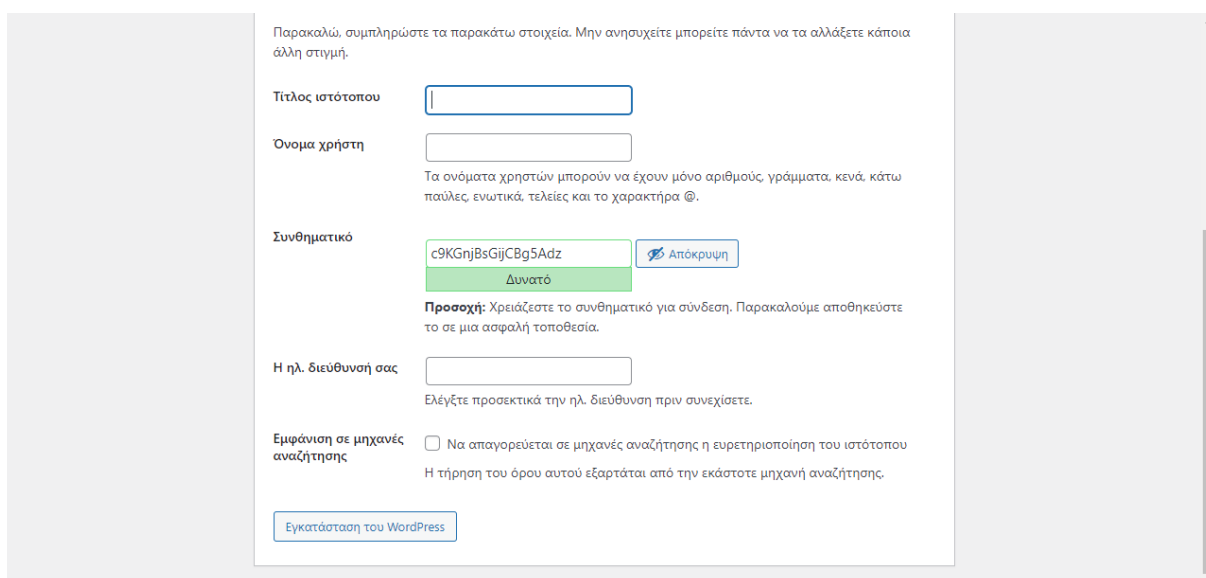 Παρακαλώ, συμπληρώστε τα παρακάτω στοιχεία. Μην ανησυχείτε μπορείτε πάντα να τα αλλάξετε κάποια
άλλη στιγμή.
Τίτλος ιστότοπου
Όνομα χρήστη
Τα ονόματα χρηστών μπορούν να έχουν μόνο αριθμούς, γράμματα, κενά, κάτω
παύλες, ενωτικά, τελείες και το χαρακτήρα @.
Συνθηματικό
c9KGnjBsGijCBg5Adz
Απόκρυψη
Δυνατό
Προσοχή: Χρειάζεστε το συνθηματικό για σύνδεση. Παρακαλούμε αποθηκεύστε
το σε μια ασφαλή τοποθεσία.
Η ηλ. διεύθυνσή σας
Ελέγξτε προσεκτικά την ηλ. διεύθυνση πριν συνεχίσετε.
Εμφάνιση σε μηχανές
αναζήτησης
Να απαγορεύεται σε μηχανές αναζήτησης η ευρετηριοποίηση του ιστότοπου
Η τήρηση του όρου αυτού εξαρτάται από την εκάστοτε μηχανή αναζήτησης.
Εγκατάσταση του WordPress